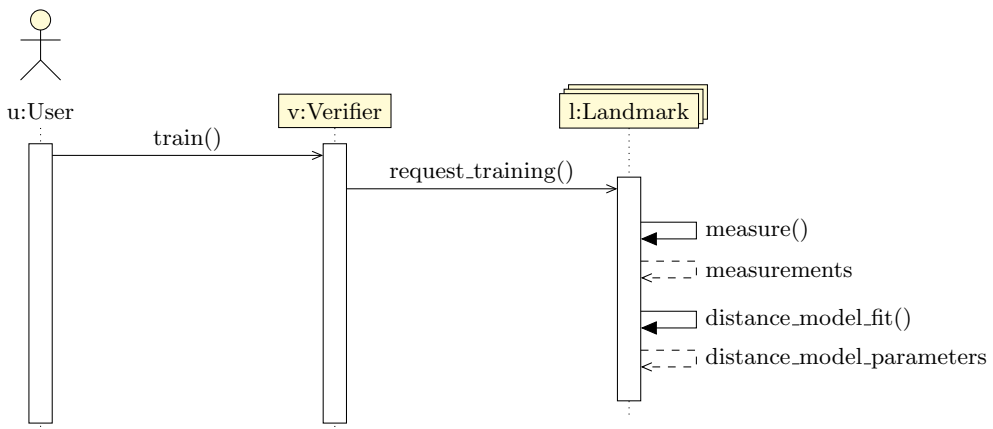 u:User
v:Verifier
l:Landmark
train()
request_training()
measure()
measurements
distance_model_fit()
distance_model_parameters